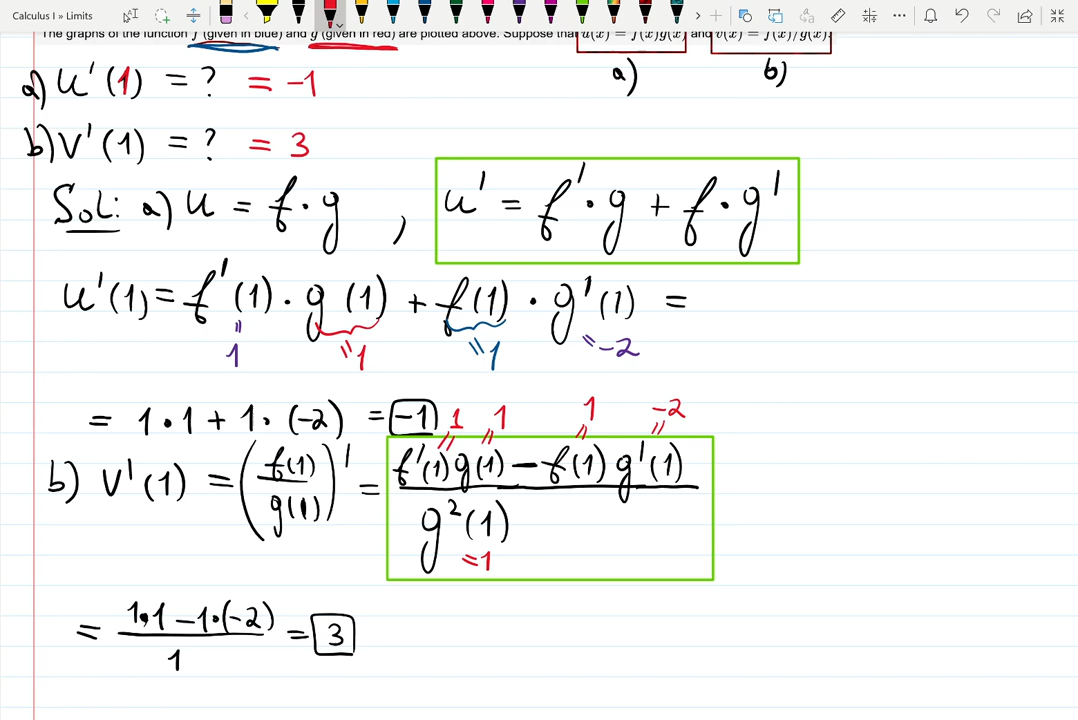 Calculus I » Limits
The graphs of the function f (given in blue) and g (given in red) are plotted above. Suppose that u(x) = f(x)g(x) and v(x) = f(x)/g(x).
a) b)
a) u'(1) = ? = -1
b) v'(1) = ? = 3
Sol: a) u = f · g , u' = f' · g + f · g'
u'(1) = f'(1) · g(1) + f(1) · g'(1) =
=1 =1 =1 =-2
= 1 · 1 + 1 · (-2) = -1
1 1 1 -2
b) v'(1) = (f(1)/g(1))' = (f'(1)g(1) - f(1)g'(1))/g²(1)
=1
= (1·1 - 1·(-2))/1 = 3